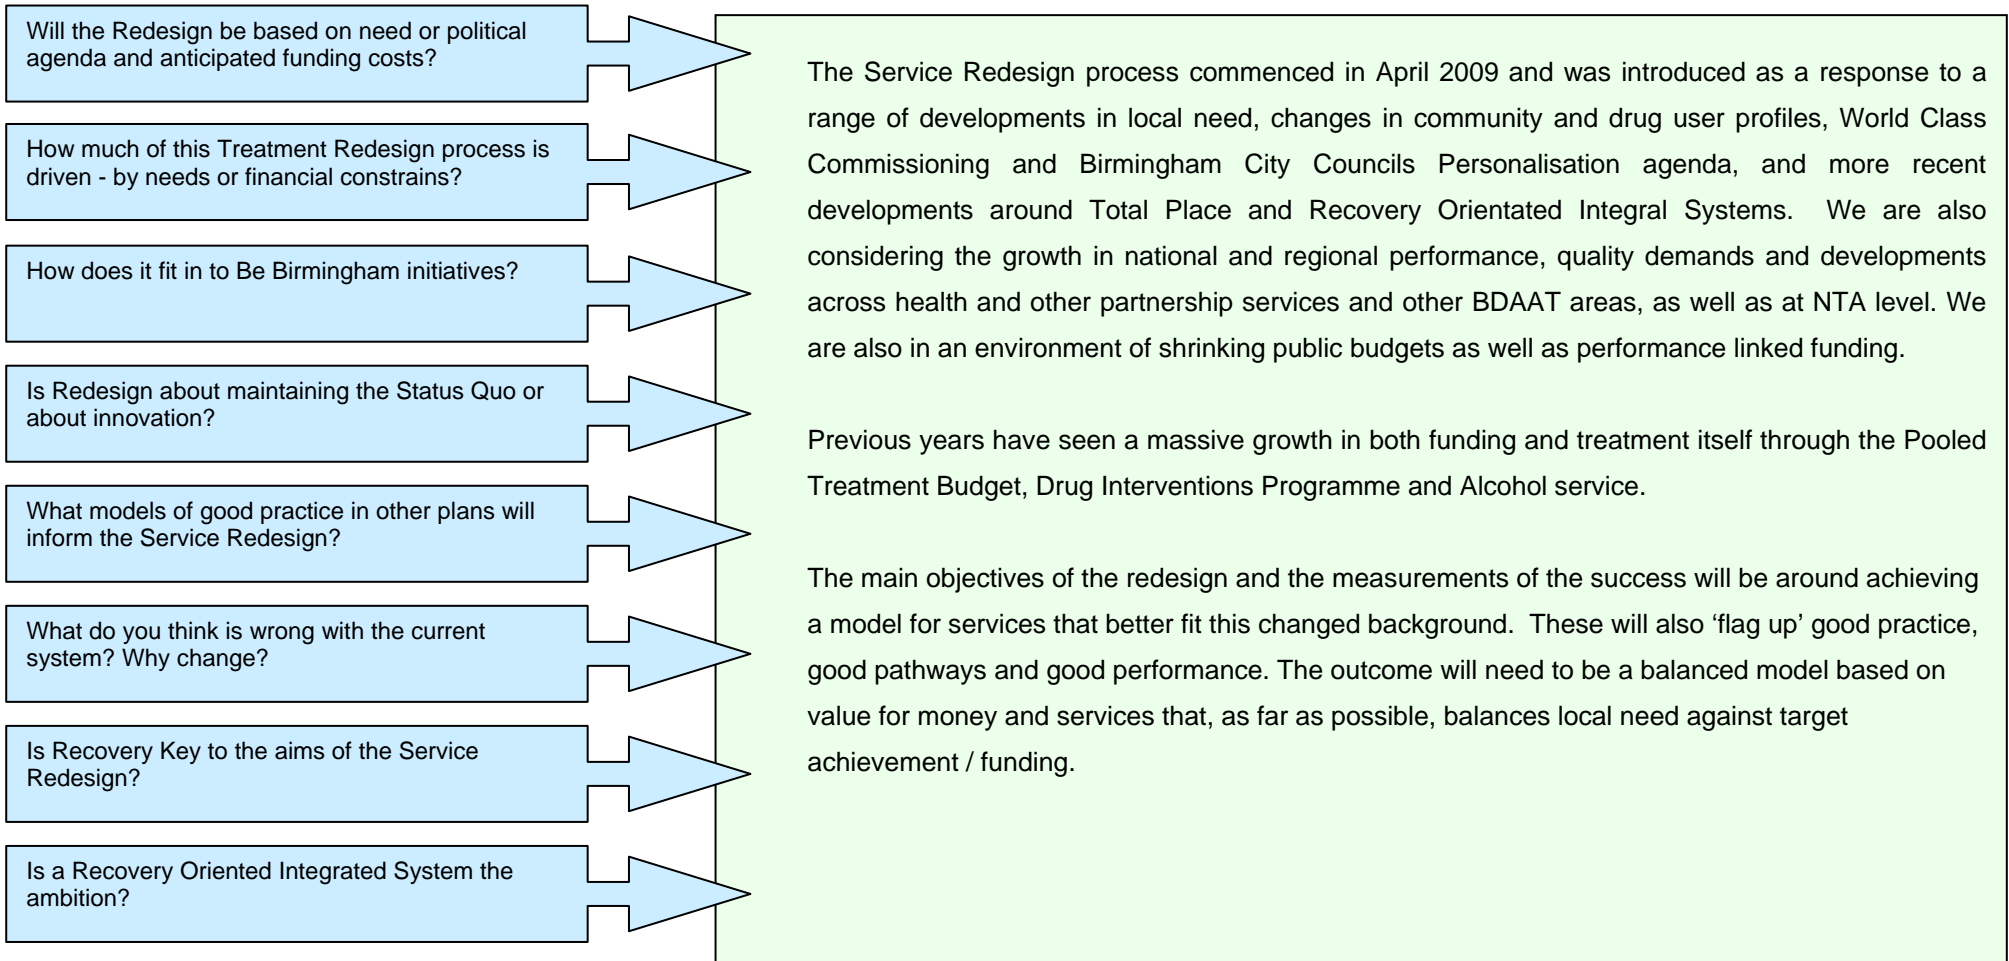 Will the Redesign be based on need or political
agenda and anticipated funding costs?
How much of this Treatment Redesign process is
driven - by needs or financial constrains?
How does it fit in to Be Birmingham initiatives?
Is Redesign about maintaining the Status Quo or
about innovation?
What models of good practice in other plans will
inform the Service Redesign?
What do you think is wrong with the current
system? Why change?
Is Recovery Key to the aims of the Service
Redesign?
Is a Recovery Oriented Integrated System the
ambition?
The Service Redesign process commenced in April 2009 and was introduced as a response to a
range of developments in local need, changes in community and drug user profiles, World Class
Commissioning and Birmingham City Councils Personalisation agenda, and more recent
developments around Total Place and Recovery Orientated Integral Systems. We are also
considering the growth in national and regional performance, quality demands and developments
across health and other partnership services and other BDAAT areas, as well as at NTA level. We
are also in an environment of shrinking public budgets as well as performance linked funding.
Previous years have seen a massive growth in both funding and treatment itself through the Pooled
Treatment Budget, Drug Interventions Programme and Alcohol service.
The main objectives of the redesign and the measurements of the success will be around achieving
a model for services that better fit this changed background. These will also ‘flag up’ good practice,
good pathways and good performance. The outcome will need to be a balanced model based on
value for money and services that, as far as possible, balances local need against target
achievement / funding.